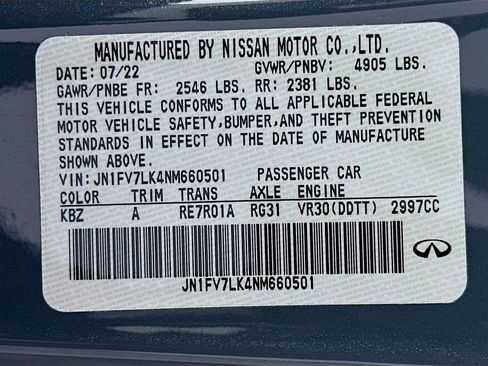 MANUFACTURED BY NISSAN MOTOR CO.,LTD.
DATE: 07/22 GVWR/PNBV: 4905 LBS.
GAWR/PNBE FR: 2546 LBS. RR: 2381 LBS.
THIS VEHICLE CONFORMS TO ALL APPLICABLE FEDERAL
MOTOR VEHICLE SAFETY,BUMPER,AND THEFT PREVENTION
STANDARDS IN EFFECT ON THE DATE OF MANUFACTURE
SHOWN ABOVE.
VIN: JN1FV7LK4NM660501 PASSENGER CAR
COLOR TRIM TRANS AXLE ENGINE
KBZ A RE7R01A RG31 VR30(DDTT) 2997CC
JN1FV7LK4NM660501